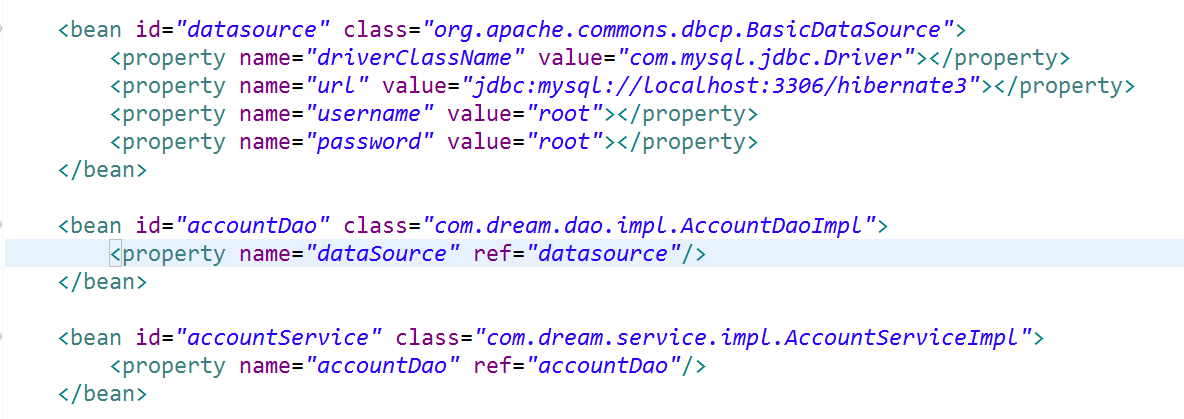 <bean id="datasource" class="org.apache.commons.dbcp.BasicDataSource">
<property name="driverClassName" value="com.mysql.jdbc.Driver"></property>
<property name="url" value="jdbc:mysql://localhost:3306/hibernate3"></property>
<property name="username" value="root"></property>
<property name="password" value="root"></property>
</bean>
<bean id="accountDao" class="com.dream.dao.impl.AccountDaoImpl">
<property name="dataSource" ref="datasource"/>
</bean>
<bean id="accountService" class="com.dream.service.impl.AccountServiceImpl">
<property name="accountDao" ref="accountDao"/>
</bean>